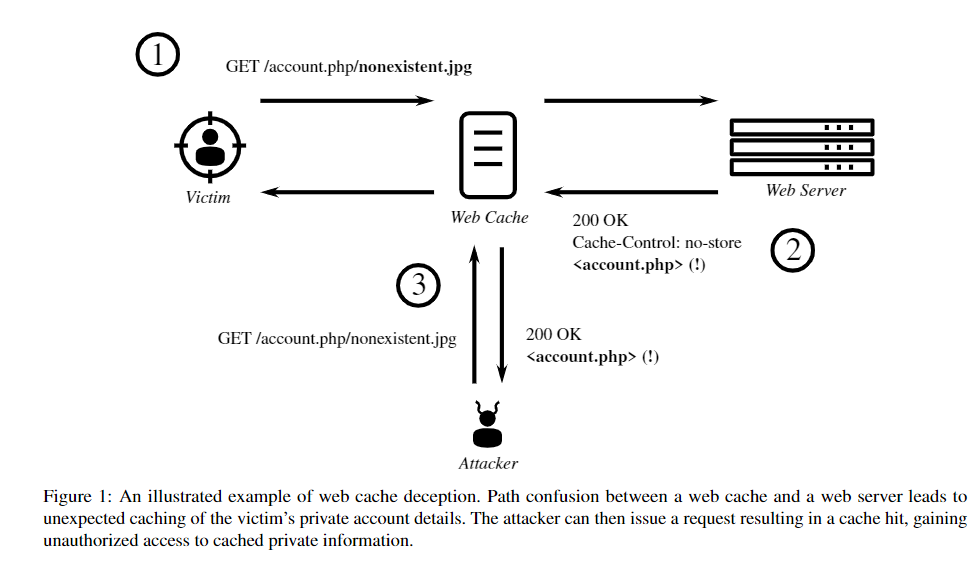 1
GET /account.php/nonexistent.jpg
Victim
Web Cache
Web Server
200 OK
Cache-Control: no-store
<account.php> (!)
2
3
GET /account.php/nonexistent.jpg
200 OK
<account.php> (!)
Attacker
Figure 1: An illustrated example of web cache deception. Path confusion between a web cache and a web server leads to
unexpected caching of the victim’s private account details. The attacker can then issue a request resulting in a cache hit, gaining
unauthorized access to cached private information.